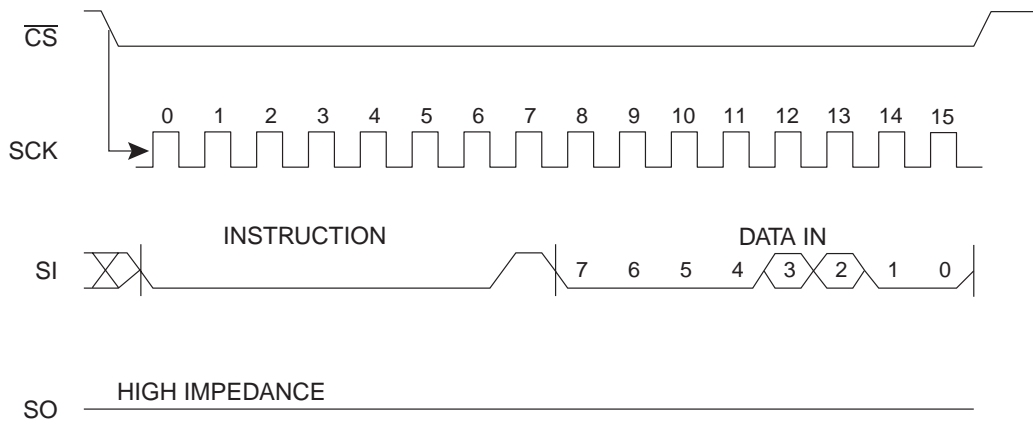 CS
0 1 2 3 4 5 6 7 8 9 10 11 12 13 14 15
SCK
INSTRUCTION DATA IN
SI 7 6 5 4 3 2 1 0
HIGH IMPEDANCE
SO